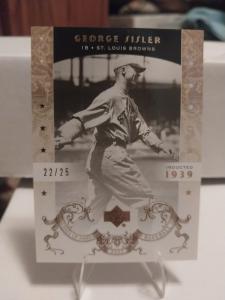 GEORGE SISLER
1B • ST. LOUIS BROWNS
INDUCTED
1939
22/25